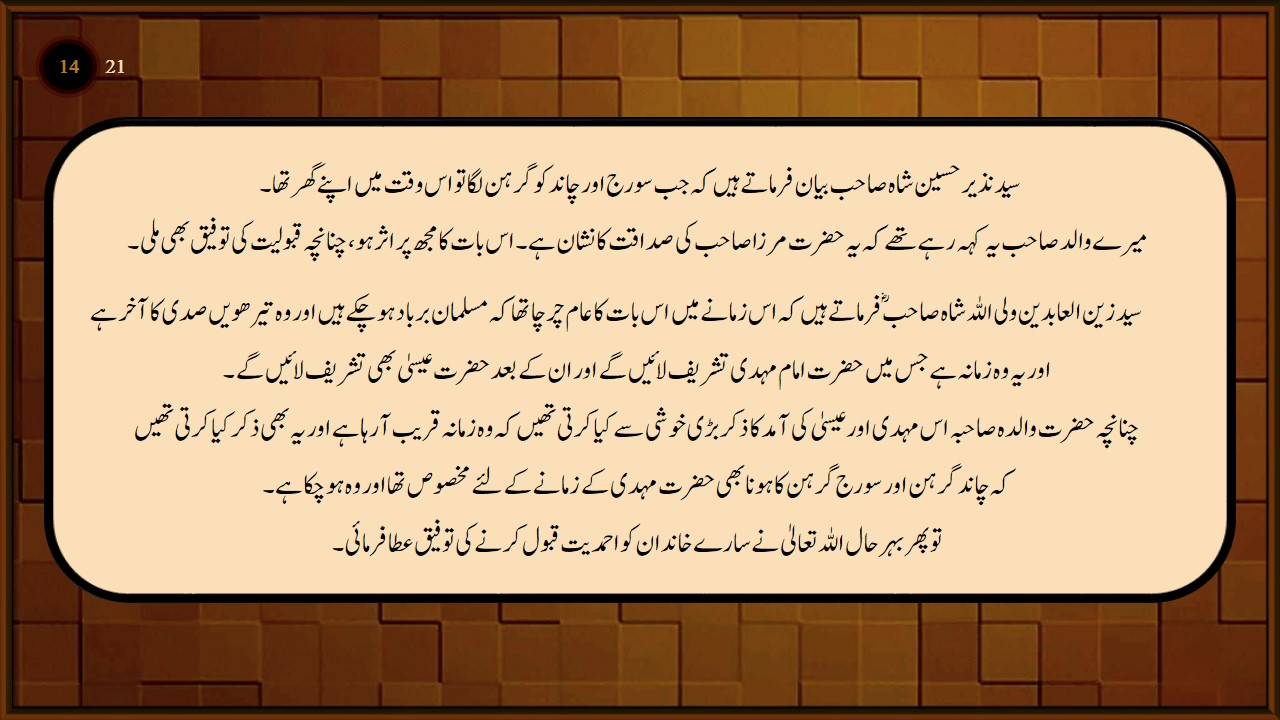 14 21
سید نذیر حسین شاہ صاحب بیان فرماتے ہیں کہ جب سورج اور چاند کو گرہن لگا تو اس وقت میں اپنے گھر تھا۔
میرے والد صاحب یہ کہہ رہے تھے کہ یہ حضرت مرزا صاحب کی صداقت کا نشان ہے۔ اس بات کا مجھ پر اثر ہو، چنانچہ قبولیت کی توفیق بھی ملی۔
سید زین العابدین ولی اللہ شاہ صاحبؓ فرماتے ہیں کہ اس زمانے میں اس بات کا عام چرچا تھا کہ مسلمان برباد ہو چکے ہیں اور وہ تیرھویں صدی کا آخر ہے
اور یہ وہ زمانہ ہے جس میں حضرت امام مہدی تشریف لائیں گے اور ان کے بعد حضرت عیسیٰ بھی تشریف لائیں گے۔
چنانچہ حضرت والدہ صاحبہ اس مہدی اور عیسیٰ کی آمد کا ذکر بڑی خوشی سے کیا کرتی تھیں کہ وہ زمانہ قریب آ رہا ہے اور یہ بھی ذکر کیا کرتی تھیں
کہ چاند گرہن اور سورج گرہن کا ہونا بھی حضرت مہدی کے زمانے کے لئے مخصوص تھا اور وہ ہو چکا ہے۔
تو پھر بہر حال اللہ تعالیٰ نے سارے خاندان کو احمدیت قبول کرنے کی توفیق عطا فرمائی۔